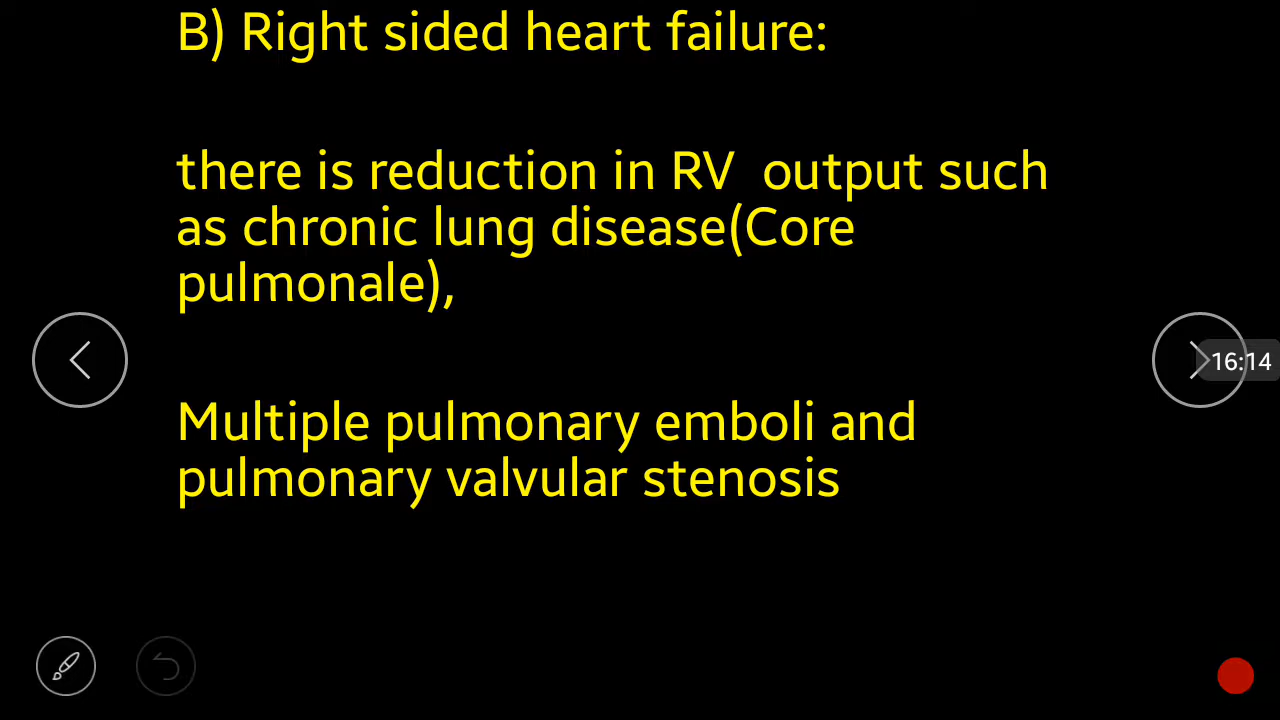 B) Right sided heart failure:
there is reduction in RV  output such
as chronic lung disease(Core
pulmonale),
16:14
Multiple pulmonary emboli and
pulmonary valvular stenosis